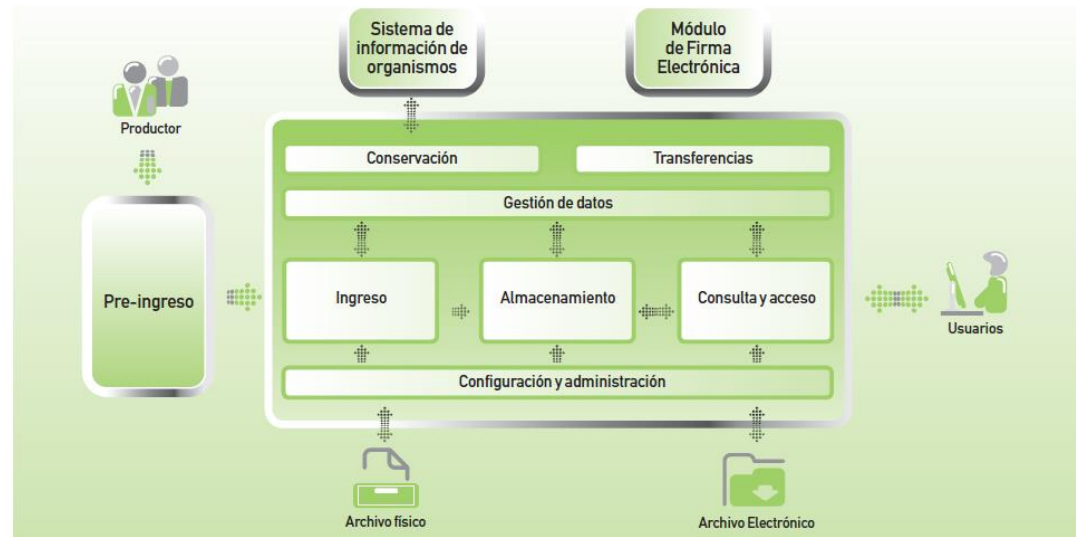 Sistema de
información de
organismos
Módulo
de Firma
Electrónica
Productor
Conservación
Transferencias
Gestión de datos
Pre-ingreso
Ingreso
Almacenamiento
Consulta y acceso
Usuarios
Configuración y administración
Archivo físico
Archivo Electrónico